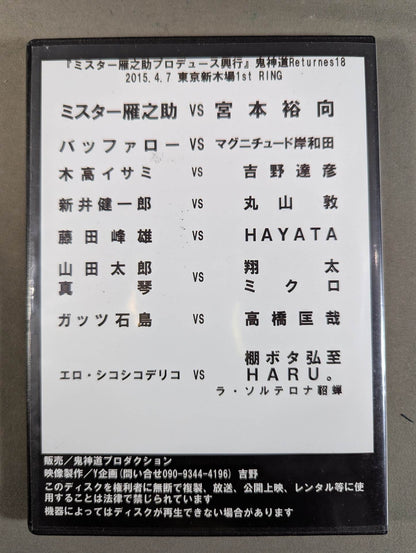 『ミスター雁之助プロデュース興行』鬼神道Returnes18
2015.4.7 東京新木場1st RING
ミスター雁之助 VS 宮本裕向
バッファロー VS マグニチュード岸和田
木高イサミ VS 吉野達彦
新井健一郎 VS 丸山敦
藤田峰雄 VS HAYATA
山田太郎 翔太
VS
真琴 ミクロ
ガッツ石島 VS 高橋匡哉
棚ボタ弘至
エロ・シコシコデリコ VS HARU。
ラ・ソルテロナ貂蝉
販売／鬼神道プロダクション
映像製作／Y企画(問い合せ090-9344-4196) 吉野
このディスクを権利者に無断で複製、放送、公開上映、レンタル等に使
用することは法律で禁じられています
機器によってはディスクが再生できない場合があります